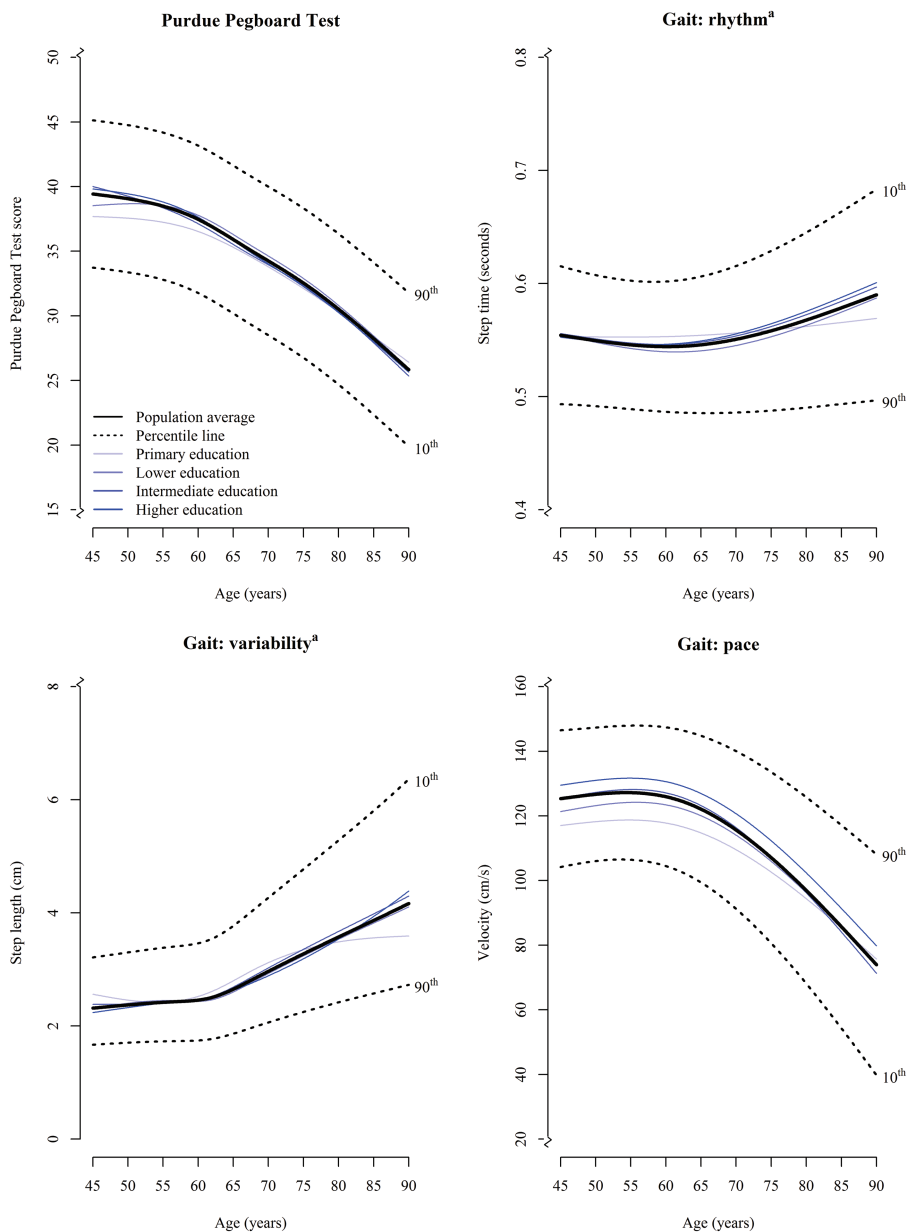 Purdue Pegboard Test
50
45
40
35
30
25
20
15
Purdue Pegboard Test score
90th
10th
Population average
Percentile line
Primary education
Lower education
Intermediate education
Higher education
45 50 55 60 65 70 75 80 85 90
Age (years)
Gait: rhythmᵃ
0.8
0.7
0.6
0.5
0.4
Step time (seconds)
10th
90th
45 50 55 60 65 70 75 80 85 90
Age (years)
Gait: variabilityᵃ
8
6
4
2
0
Step length (cm)
10th
90th
45 50 55 60 65 70 75 80 85 90
Age (years)
Gait: pace
160
140
120
100
80
60
40
20
Velocity (cm/s)
90th
10th
45 50 55 60 65 70 75 80 85 90
Age (years)